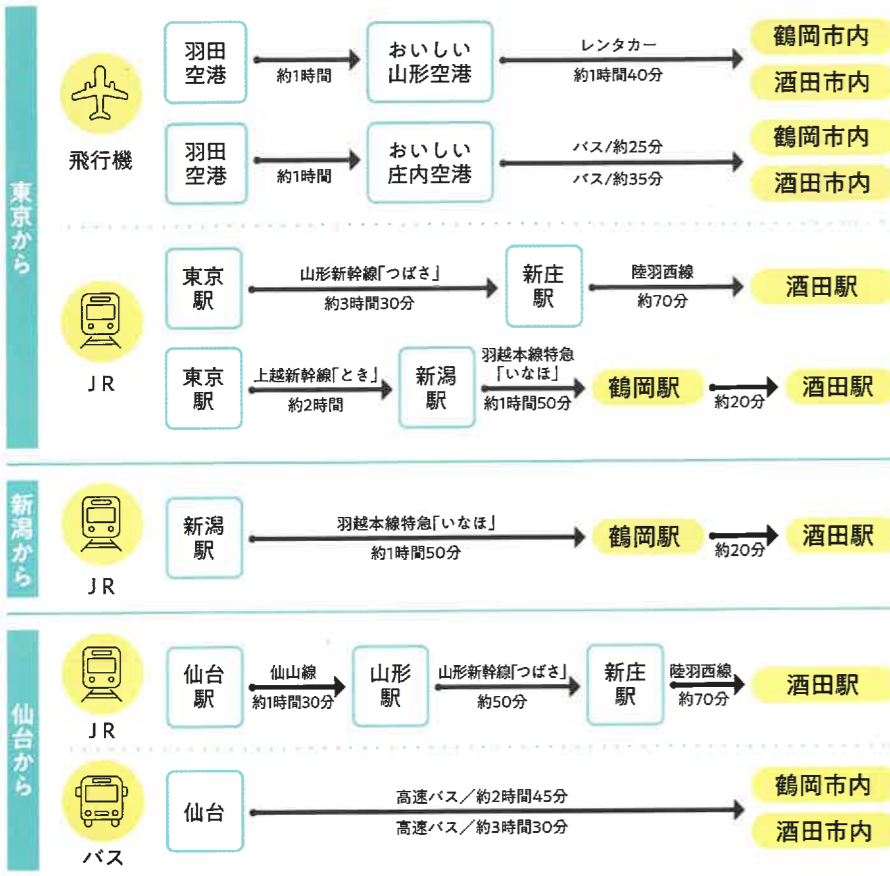 東京から
飛行機
羽田
空港
約1時間
おいしい
山形空港
レンタカー
約1時間40分
鶴岡市内
酒田市内
羽田
空港
約1時間
おいしい
庄内空港
バス/約25分
バス/約35分
鶴岡市内
酒田市内
JR
東京
駅
山形新幹線「つばさ」
約3時間30分
新庄
駅
陸羽西線
約70分
酒田駅
東京
駅
上越新幹線「とき」
約2時間
新潟
駅
羽越本線特急
「いなほ」
約1時間50分
鶴岡駅
約20分
酒田駅
新潟から
JR
新潟
駅
羽越本線特急「いなほ」
約1時間50分
鶴岡駅
約20分
酒田駅
仙台から
JR
仙台
駅
仙山線
約1時間30分
山形
駅
山形新幹線「つばさ」
約50分
新庄
駅
陸羽西線
約70分
酒田駅
バス
仙台
高速バス／約2時間45分
高速バス／約3時間30分
鶴岡市内
酒田市内